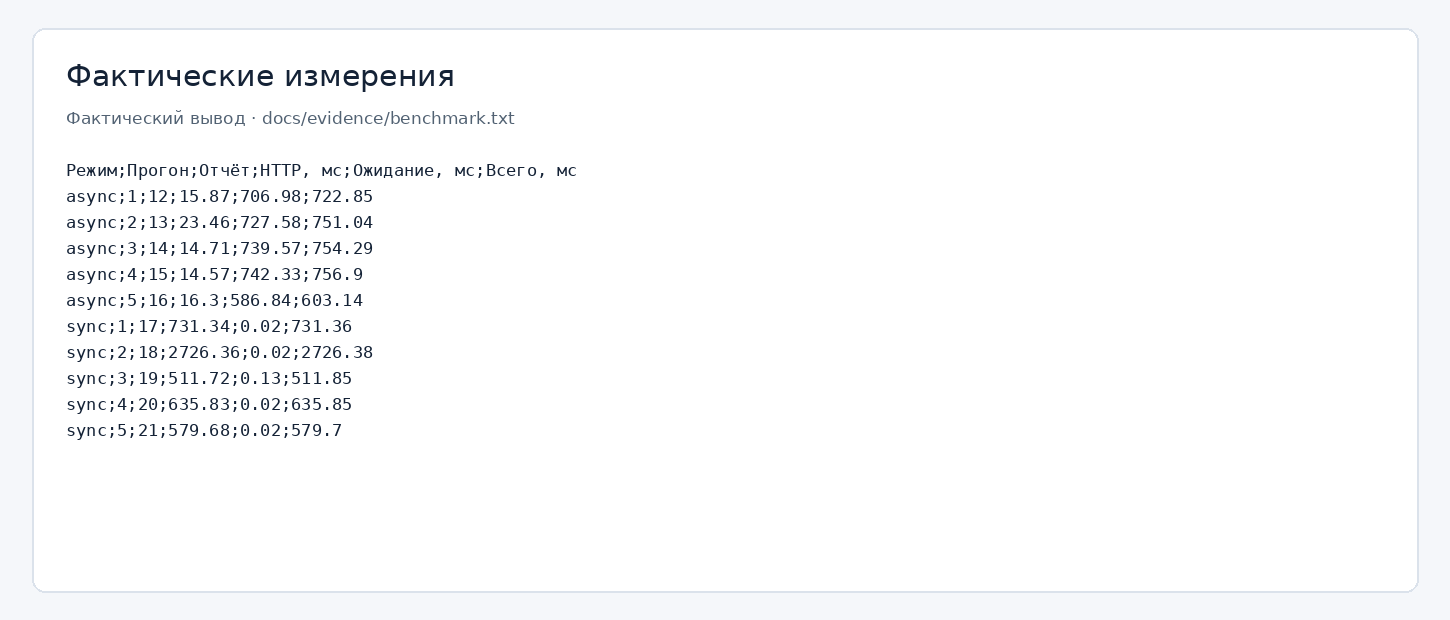 Фактические измерения
Фактический вывод · docs/evidence/benchmark.txt
Режим;Прогон;Отчёт;HTTP, мс;Ожидание, мс;Всего, мс
async;1;12;15.87;706.98;722.85
async;2;13;23.46;727.58;751.04
async;3;14;14.71;739.57;754.29
async;4;15;14.57;742.33;756.9
async;5;16;16.3;586.84;603.14
sync;1;17;731.34;0.02;731.36
sync;2;18;2726.36;0.02;2726.38
sync;3;19;511.72;0.13;511.85
sync;4;20;635.83;0.02;635.85
sync;5;21;579.68;0.02;579.7